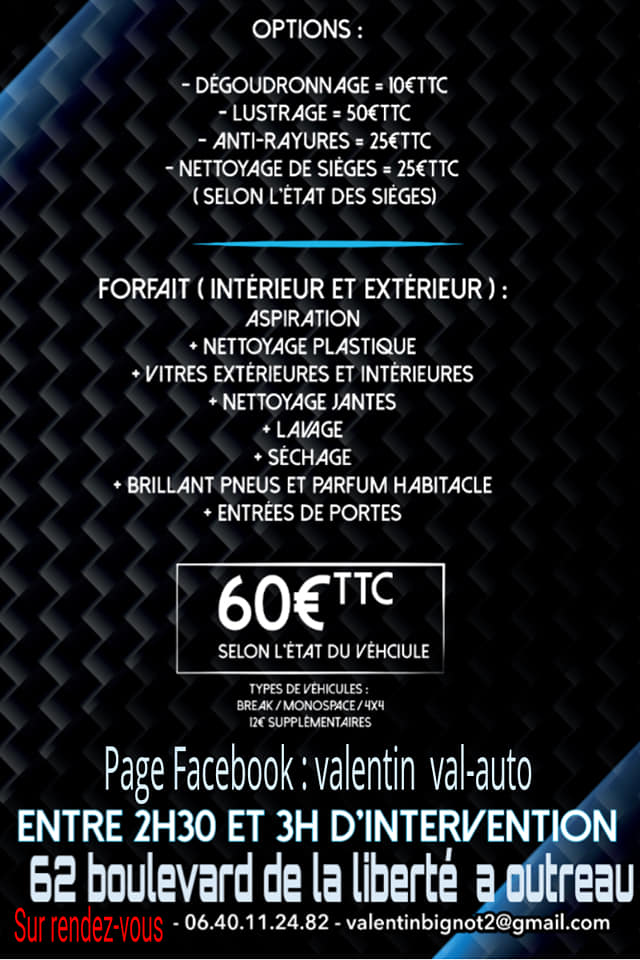 OPTIONS :
- DÉGOUDRONNAGE = 10€TTC
- LUSTRAGE = 50€TTC
- ANTI-RAYURES = 25€TTC
- NETTOYAGE DE SIÈGES = 25€TTC
( SELON L'ÉTAT DES SIÈGES)
FORFAIT ( INTÉRIEUR ET EXTÉRIEUR ) :
ASPIRATION
+ NETTOYAGE PLASTIQUE
+ VITRES EXTÉRIEURES ET INTÉRIEURES
+ NETTOYAGE JANTES
+ LAVAGE
+ SÉCHAGE
+ BRILLANT PNEUS ET PARFUM HABITACLE
+ ENTRÉES DE PORTES
60€TTC
SELON L'ÉTAT DU VÉHCIULE
TYPES DE VÉHICULES :
BREAK / MONOSPACE / 4X4
12€ SUPPLÉMENTAIRES
Page Facebook : valentin val-auto
ENTRE 2H30 ET 3H D'INTERVENTION
62 boulevard de la liberté a outreau
Sur rendez-vous - 06.40.11.24.82 - valentinbignot2@gmail.com